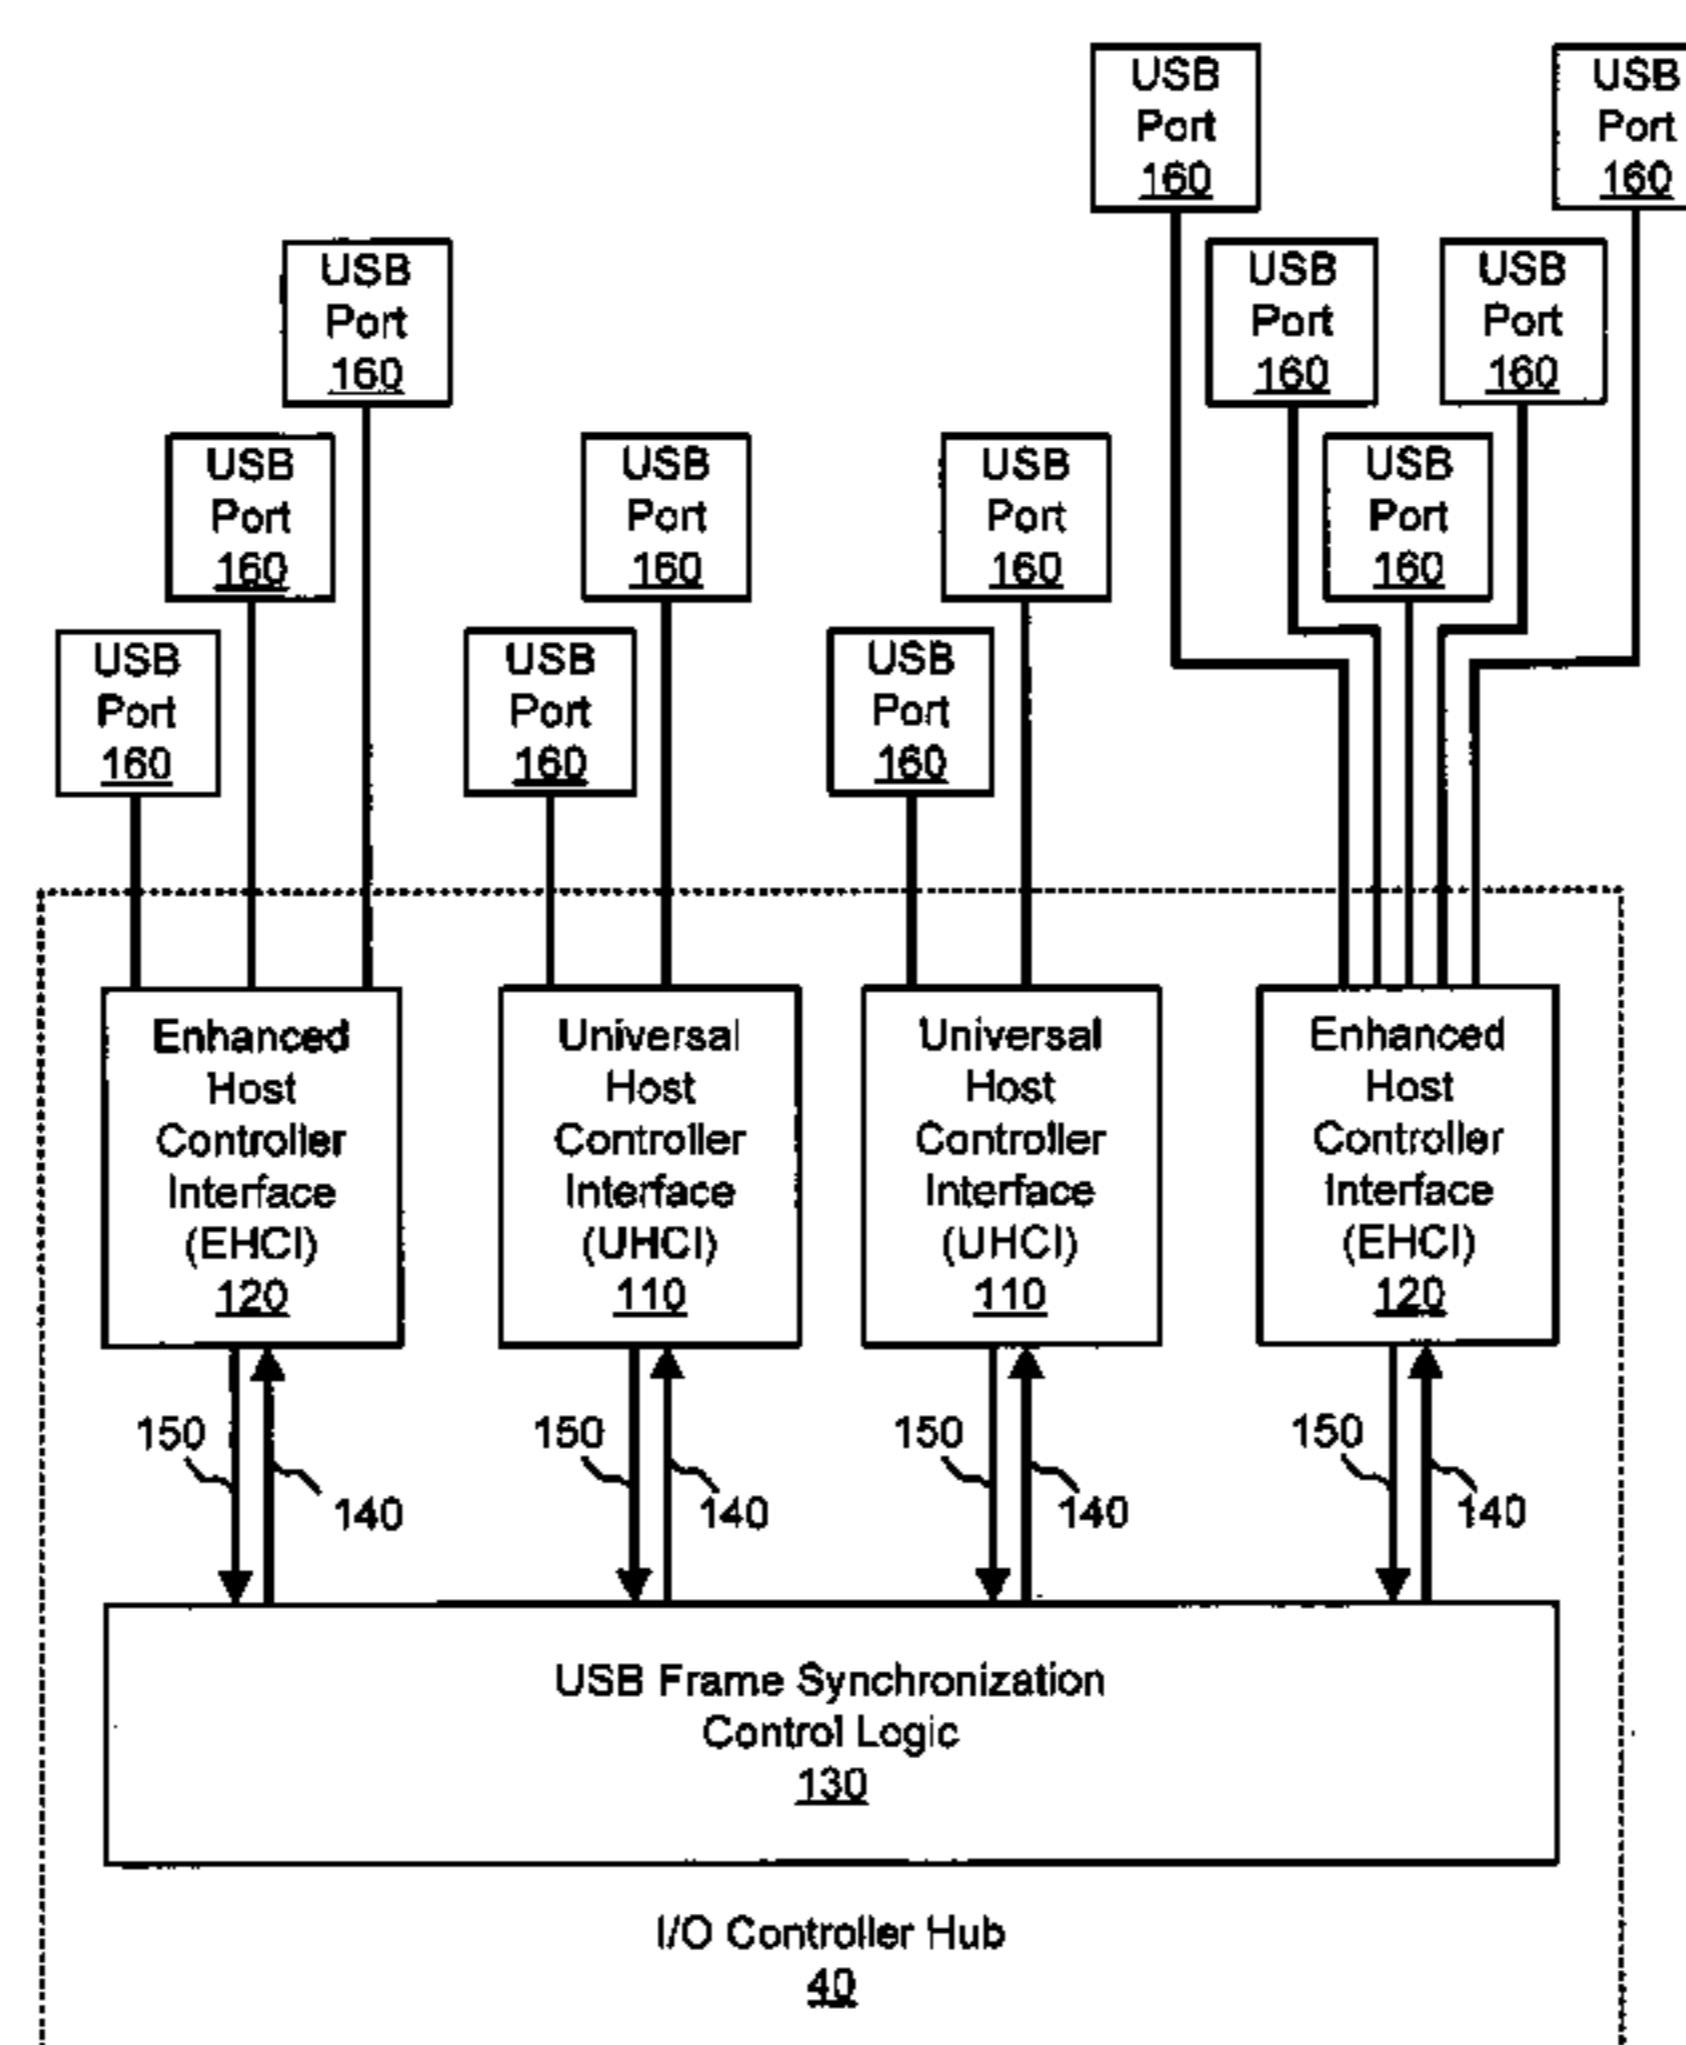 USB
Port
160
USB
Port
160
USB
Port
160
USB
Port
160
USB
Port
160
USB
Port
160
USB
Port
160
USB
Port
160
USB
Port
160
USB
Port
160
USB
Port
160
USB
Port
160
Enhanced
Host
Controller
Interface
(EHCI)
120
Universal
Host
Controller
Interface
(UHCI)
110
Universal
Host
Controller
Interface
(UHCI)
110
Enhanced
Host
Controller
Interface
(EHCI)
120
150
140
150
140
150
140
150
140
USB Frame Synchronization
Control Logic
130
I/O Controller Hub
40